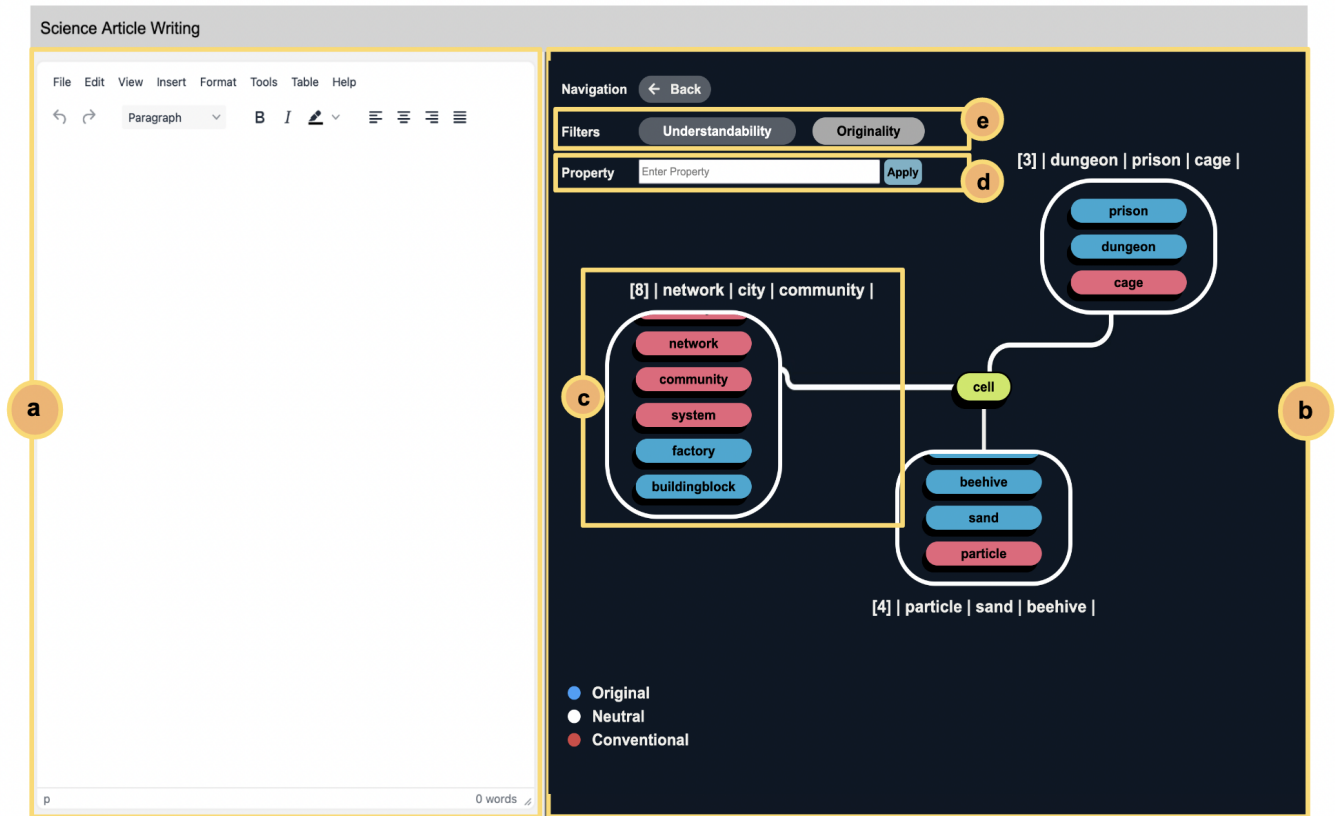 Science Article Writing
File Edit View Insert Format Tools Table Help
Paragraph B I
p 0 words
a
Navigation ← Back
Filters Understandability Originality
e
Property Enter Property Apply
d
[3] | dungeon | prison | cage |
prison
dungeon
cage
[8] | network | city | community |
network
community
system
factory
buildingblock
c
cell
b
beehive
sand
particle
[4] | particle | sand | beehive |
Original
Neutral
Conventional